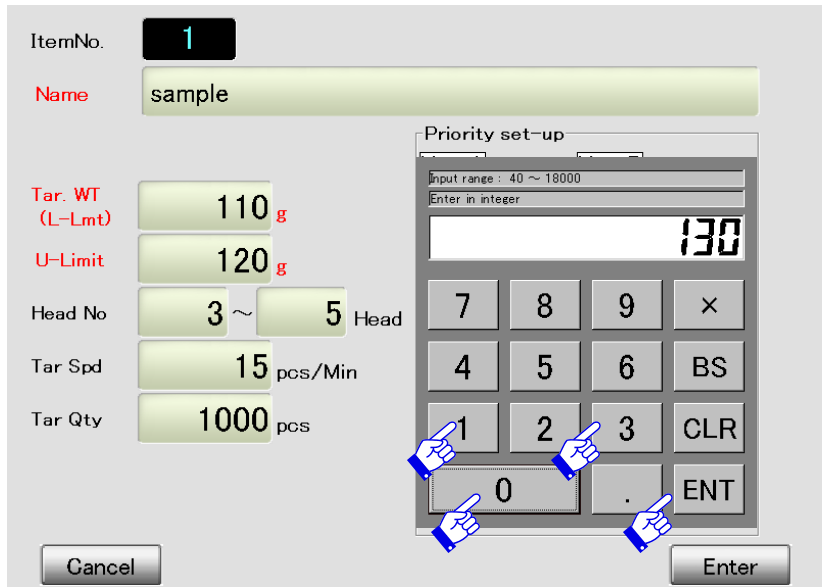 ItemNo. 1
Name sample
Priority set-up
Input range : 40 ～ 18000
Enter in integer
130
Tar. WT
(L-Lmt)
110 g
U-Limit 120 g
Head No 3 ～ 5 Head
Tar Spd 15 pcs/Min
Tar Qty 1000 pcs
7 8 9 ×
4 5 6 BS
1 2 3 CLR
0 . ENT
Cancel Enter